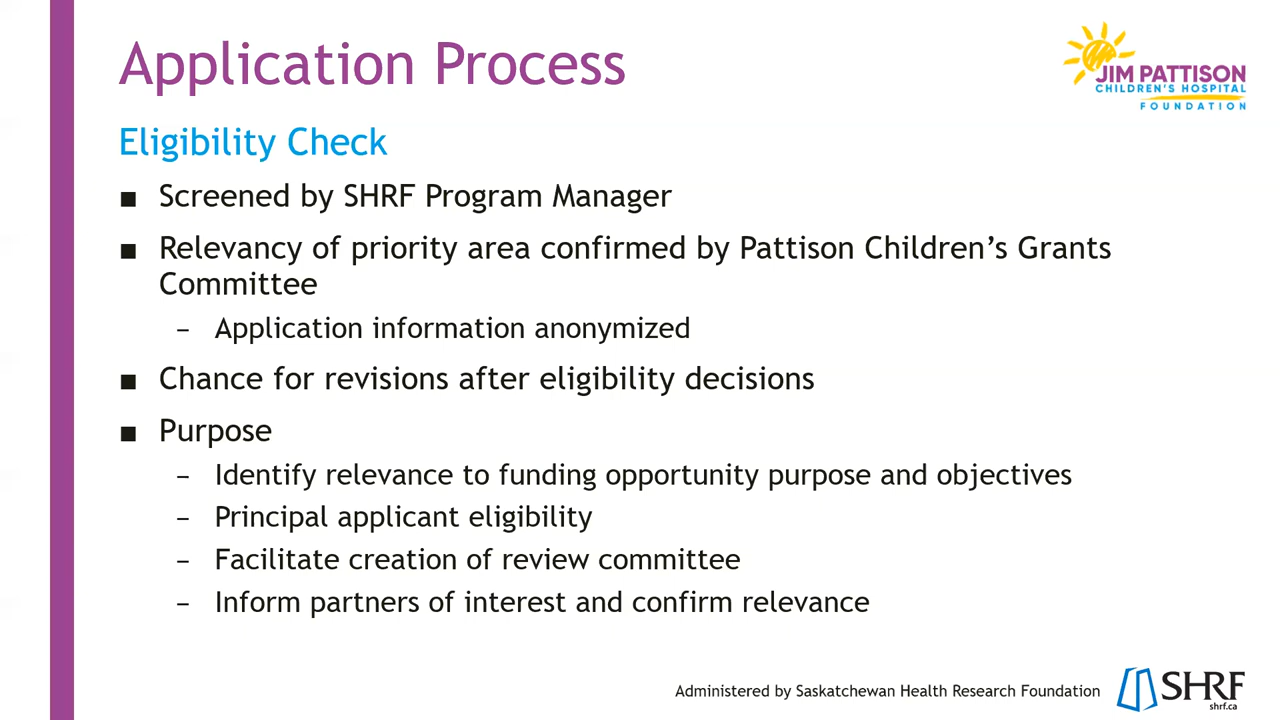 Application Process
JIM PATTISON
CHILDREN'S HOSPITAL
FOUNDATION
Eligibility Check
■ Screened by SHRF Program Manager
■ Relevancy of priority area confirmed by Pattison Children’s Grants
Committee
– Application information anonymized
■ Chance for revisions after eligibility decisions
■ Purpose
– Identify relevance to funding opportunity purpose and objectives
– Principal applicant eligibility
– Facilitate creation of review committee
– Inform partners of interest and confirm relevance
Administered by Saskatchewan Health Research Foundation
SHRF
shrf.ca